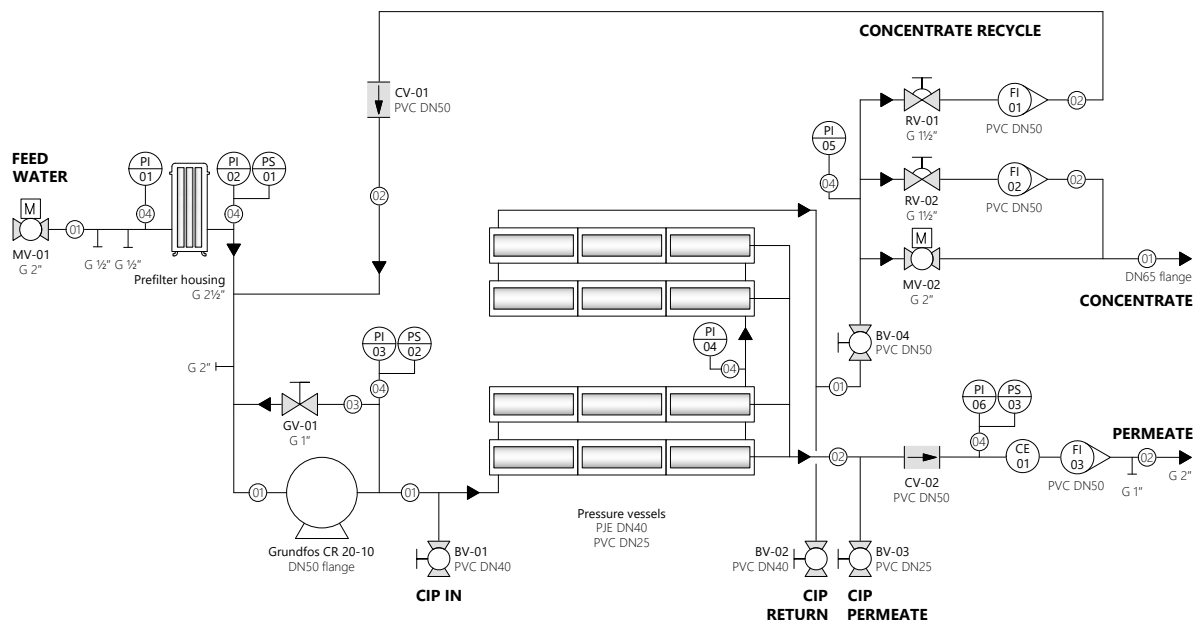 CONCENTRATE RECYCLE
CV-01
PVC DN50
02
RV-01
G 1½"
FI
01
PVC DN50
02
PI
05
04
RV-02
G 1½"
FI
02
PVC DN50
02
M
MV-02
G 2"
01
DN65 flange
CONCENTRATE
BV-04
PVC DN50
01
FEED
WATER
M
MV-01
G 2"
01
G ½"
G ½"
PI
01
04
Prefilter housing
G 2½"
PI
02
PS
01
04
G 2"
PI
03
PS
02
04
03
GV-01
G 1"
01
Grundfos CR 20-10
DN50 flange
01
BV-01
PVC DN40
CIP IN
PI
04
04
Pressure vessels
PJE DN40
PVC DN25
02
BV-02
PVC DN40
CIP
RETURN
BV-03
PVC DN25
CIP
PERMEATE
CV-02
PVC DN50
PI
06
PS
03
04
CE
01
FI
03
PVC DN50
G 1"
02
G 2"
PERMEATE